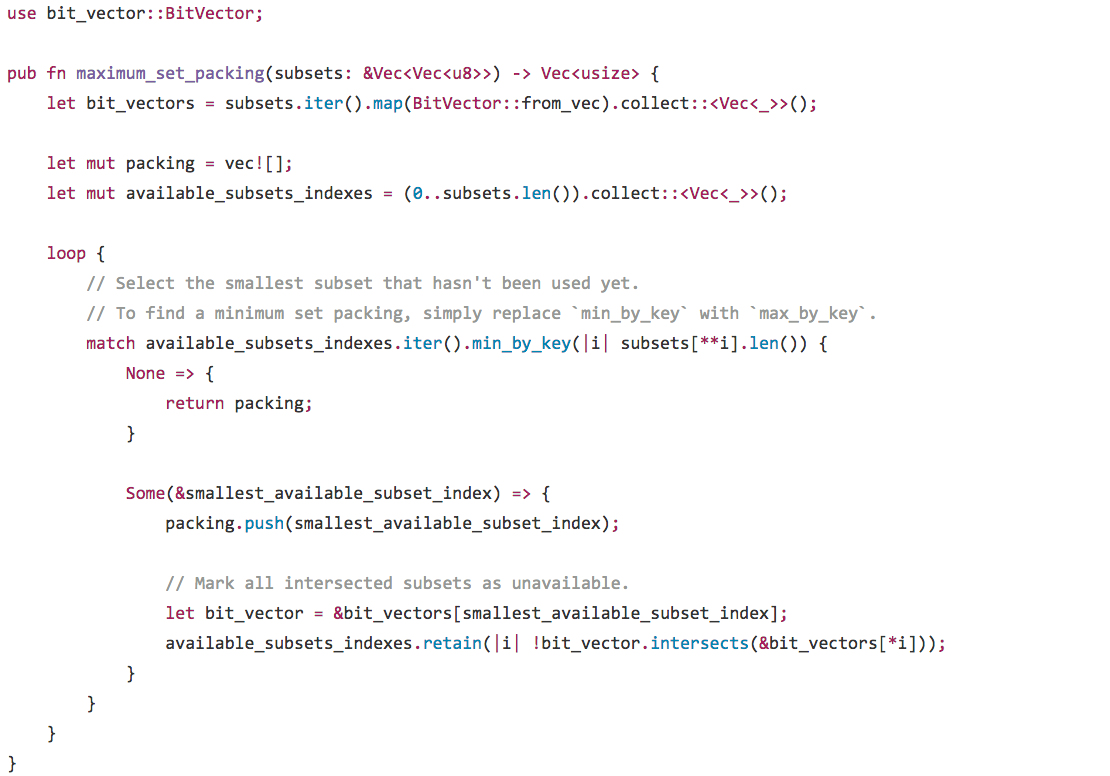 use bit_vector::BitVector;

pub fn maximum_set_packing(subsets: &Vec<Vec<u8>>) -> Vec<usize> {
    let bit_vectors = subsets.iter().map(BitVector::from_vec).collect::<Vec<_>>();

    let mut packing = vec![];
    let mut available_subsets_indexes = (0..subsets.len()).collect::<Vec<_>>();

    loop {
        // Select the smallest subset that hasn't been used yet.
        // To find a minimum set packing, simply replace `min_by_key` with `max_by_key`.
        match available_subsets_indexes.iter().min_by_key(|i| subsets[**i].len()) {
            None => {
                return packing;
            }

            Some(&smallest_available_subset_index) => {
                packing.push(smallest_available_subset_index);

                // Mark all intersected subsets as unavailable.
                let bit_vector = &bit_vectors[smallest_available_subset_index];
                available_subsets_indexes.retain(|i| !bit_vector.intersects(&bit_vectors[*i]));
            }
        }
    }
}